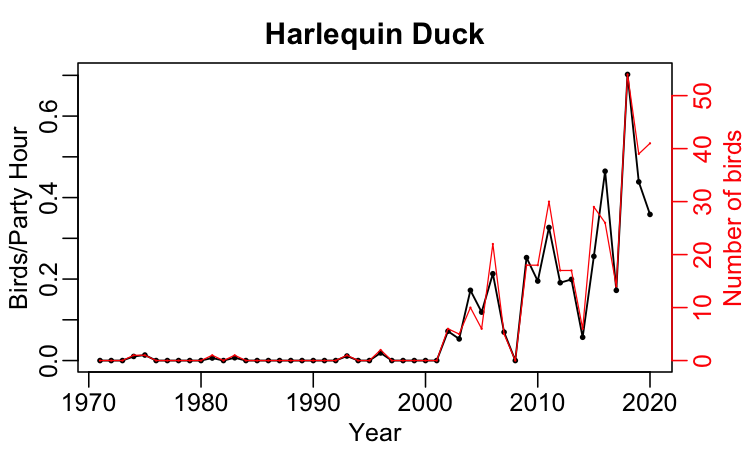 Harlequin Duck
Birds/Party Hour
0.0 0.2 0.4 0.6
1970 1980 1990 2000 2010 2020
Year
0 10 20 30 40 50
Number of birds